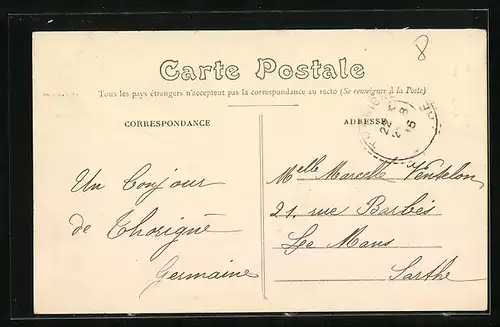 8
Carte Postale
Tous les pays étrangers n'acceptent pas la correspondance au recto (Se renseigner à la Poste)
CORRESPONDANCE
ADRESSE
Un Bonjour
de Thorigné
Germaine
Melle Marcelle Ventelon
21. rue Barbès
Le Mans
Sarthe